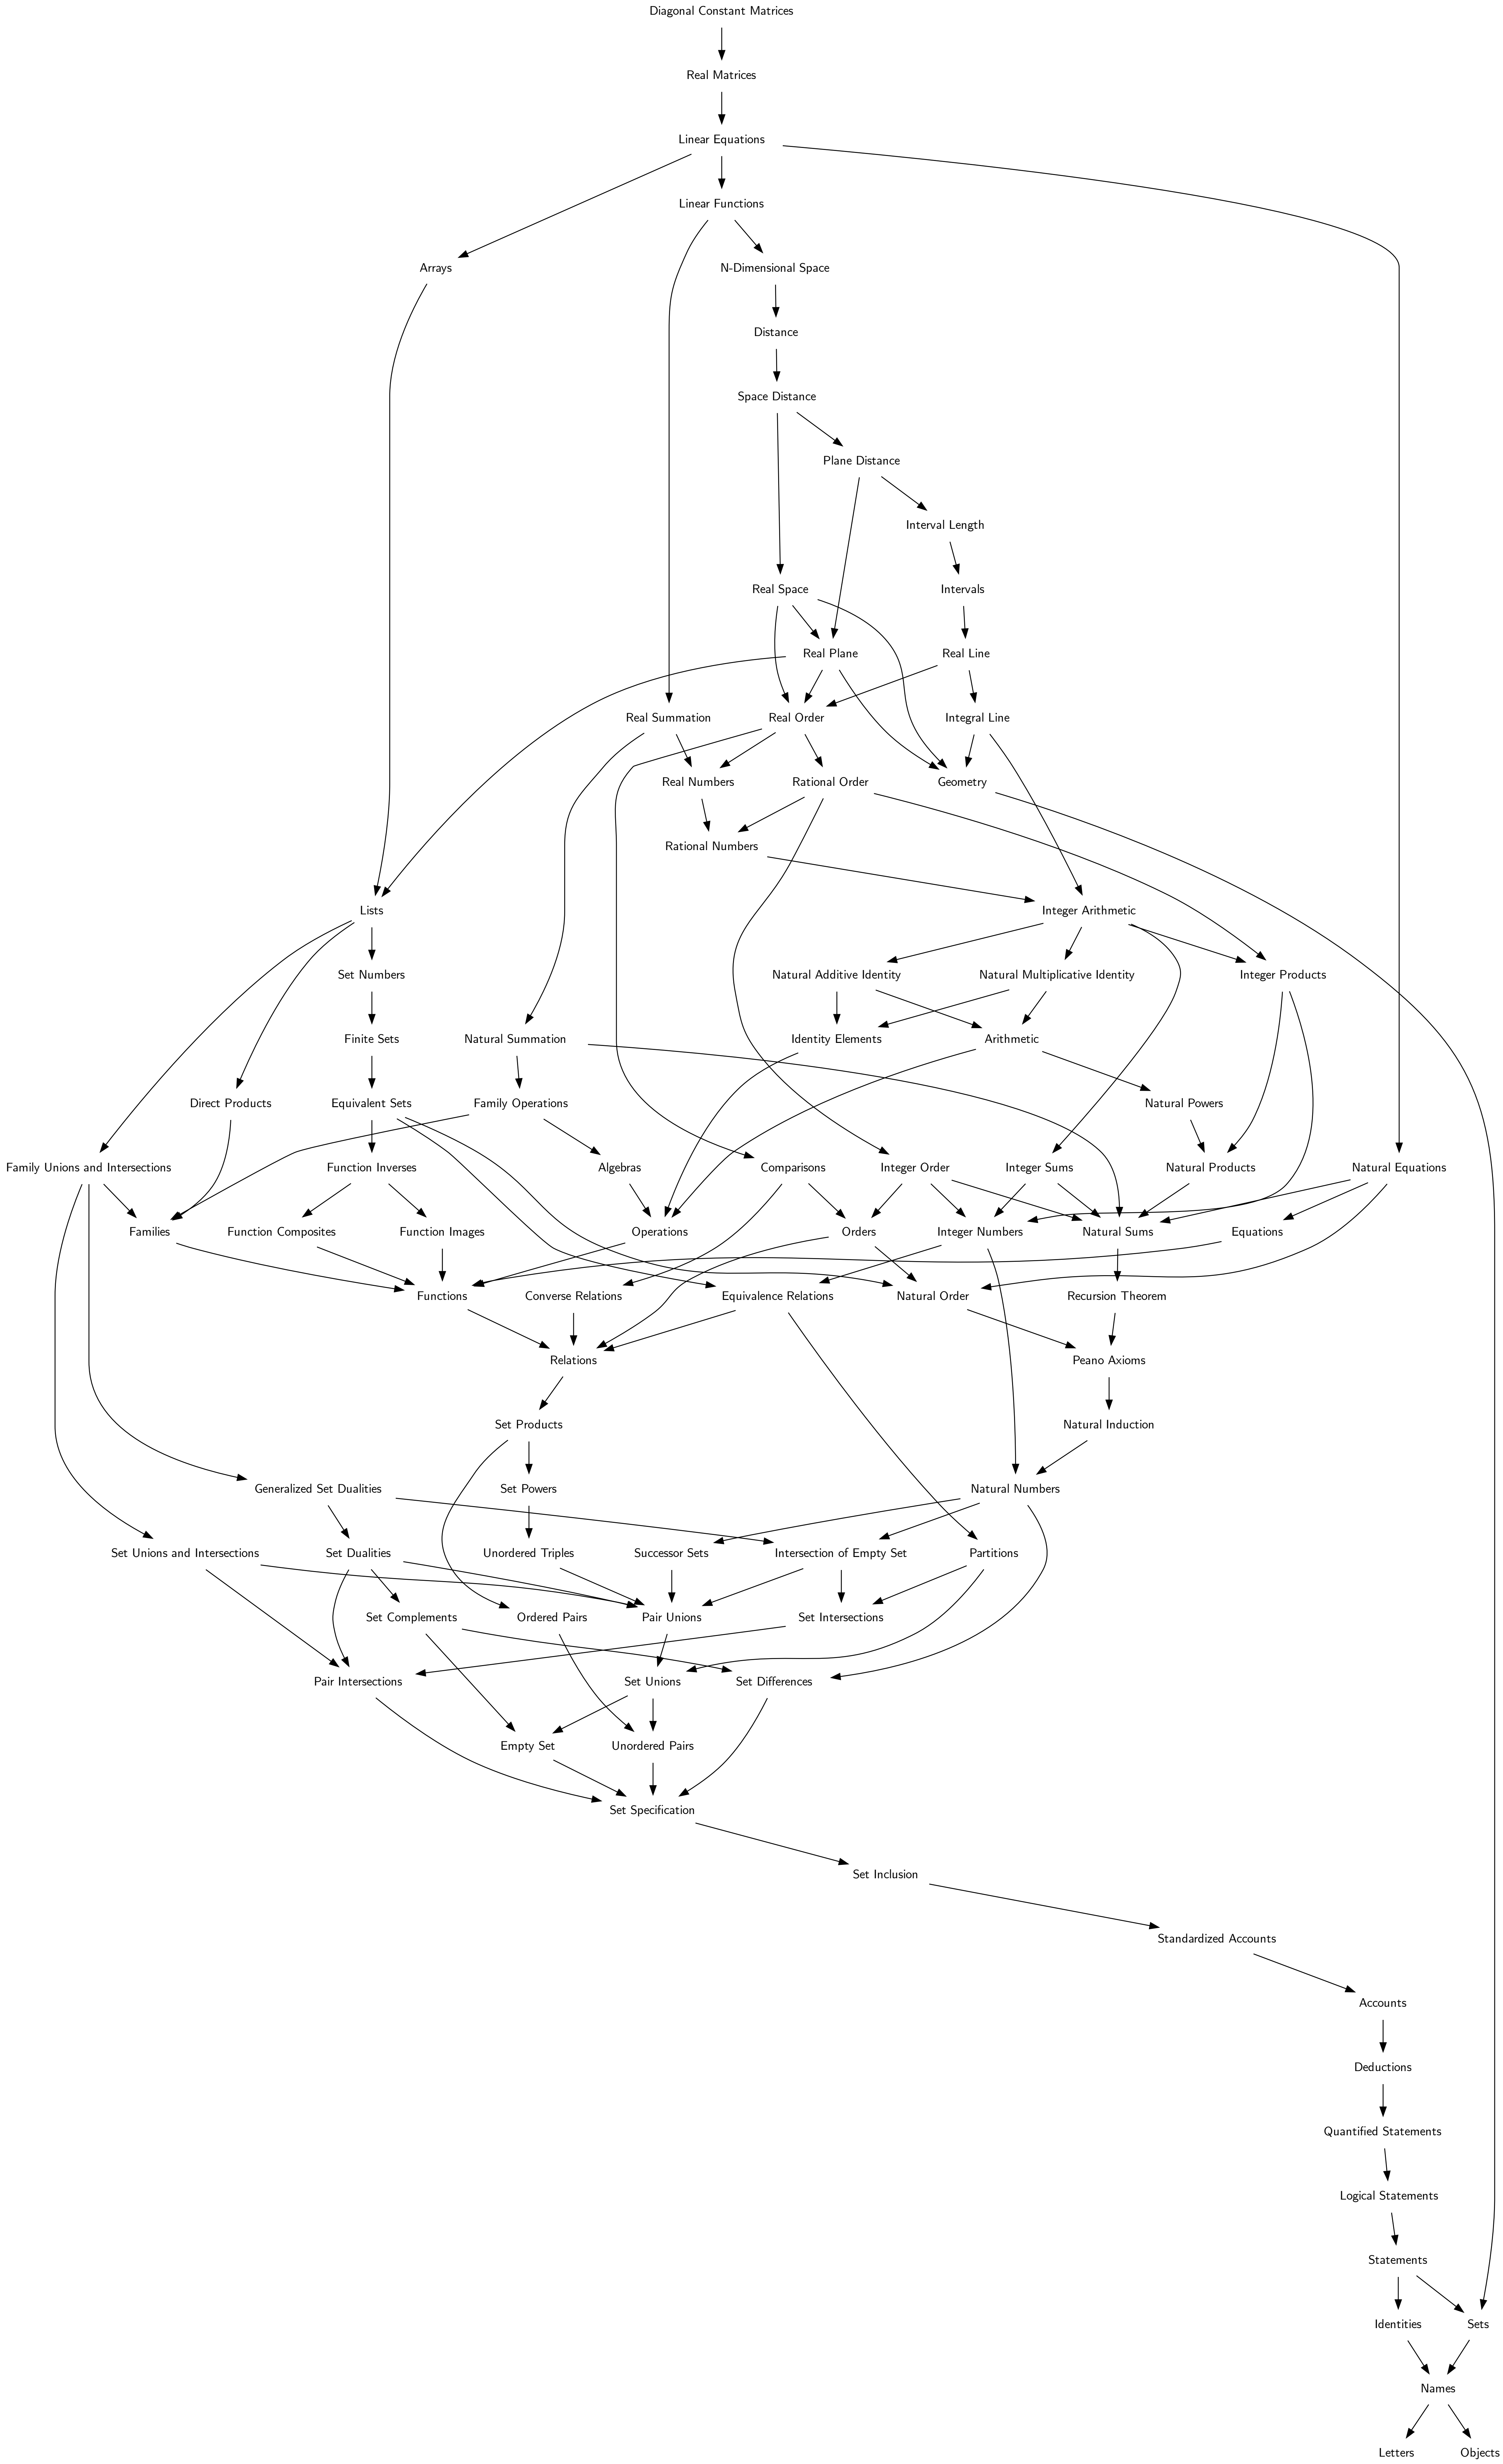 Diagonal Constant Matrices
Real Matrices
Linear Equations
Linear Functions
Arrays
N-Dimensional Space
Distance
Space Distance
Plane Distance
Interval Length
Real Space
Intervals
Real Plane
Real Line
Real Summation
Real Order
Integral Line
Real Numbers
Rational Order
Geometry
Rational Numbers
Lists
Integer Arithmetic
Set Numbers
Natural Additive Identity
Natural Multiplicative Identity
Integer Products
Finite Sets
Natural Summation
Identity Elements
Arithmetic
Direct Products
Equivalent Sets
Family Operations
Natural Powers
Family Unions and Intersections
Function Inverses
Algebras
Comparisons
Integer Order
Integer Sums
Natural Products
Natural Equations
Families
Function Composites
Function Images
Operations
Orders
Integer Numbers
Natural Sums
Equations
Functions
Converse Relations
Equivalence Relations
Natural Order
Recursion Theorem
Relations
Peano Axioms
Set Products
Natural Induction
Generalized Set Dualities
Set Powers
Natural Numbers
Set Unions and Intersections
Set Dualities
Unordered Triples
Successor Sets
Intersection of Empty Set
Partitions
Set Complements
Ordered Pairs
Pair Unions
Set Intersections
Pair Intersections
Set Unions
Set Differences
Empty Set
Unordered Pairs
Set Specification
Set Inclusion
Standardized Accounts
Accounts
Deductions
Quantified Statements
Logical Statements
Statements
Identities
Sets
Names
Letters
Objects